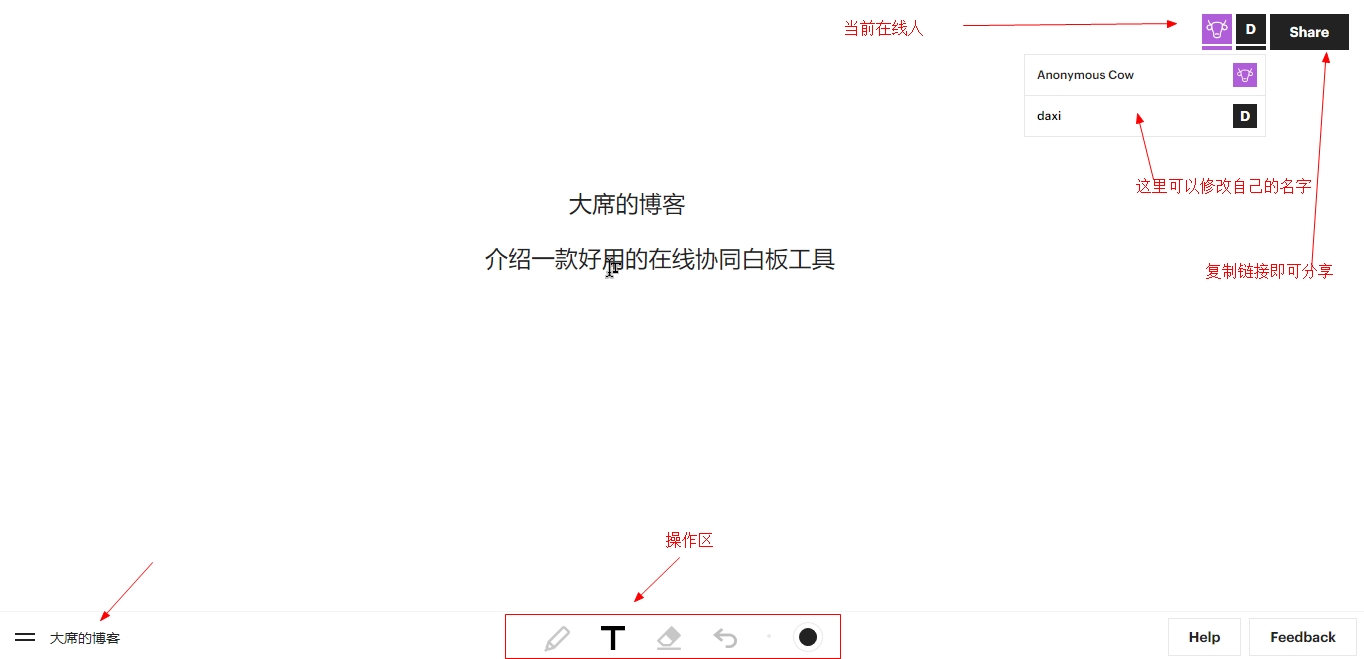 当前在线人
D
Share
Anonymous Cow
daxi
D
这里可以修改自己的名字
大席的博客
介绍一款好用的在线协同白板工具
复制链接即可分享
操作区
大席的博客
T
Help
Feedback